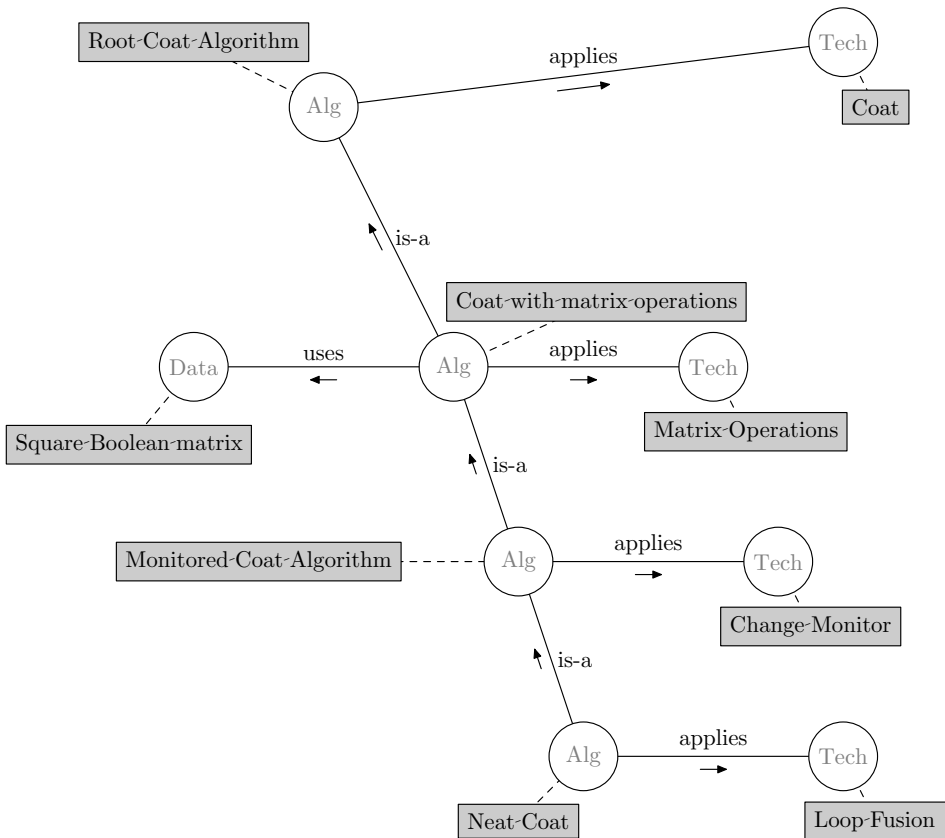 Root-Coat-Algorithm
Tech
applies
Alg
Coat
is-a
Coat-with-matrix-operations
uses
applies
Data
Alg
Tech
Square-Boolean-matrix
Matrix-Operations
is-a
Monitored-Coat-Algorithm
applies
Alg
Tech
Change-Monitor
is-a
applies
Alg
Tech
Neat-Coat
Loop-Fusion